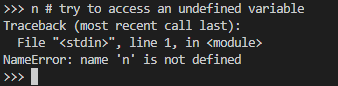 >>> n # try to access an undefined variable
Traceback (most recent call last):
  File "<stdin>", line 1, in <module>
NameError: name 'n' is not defined
>>>